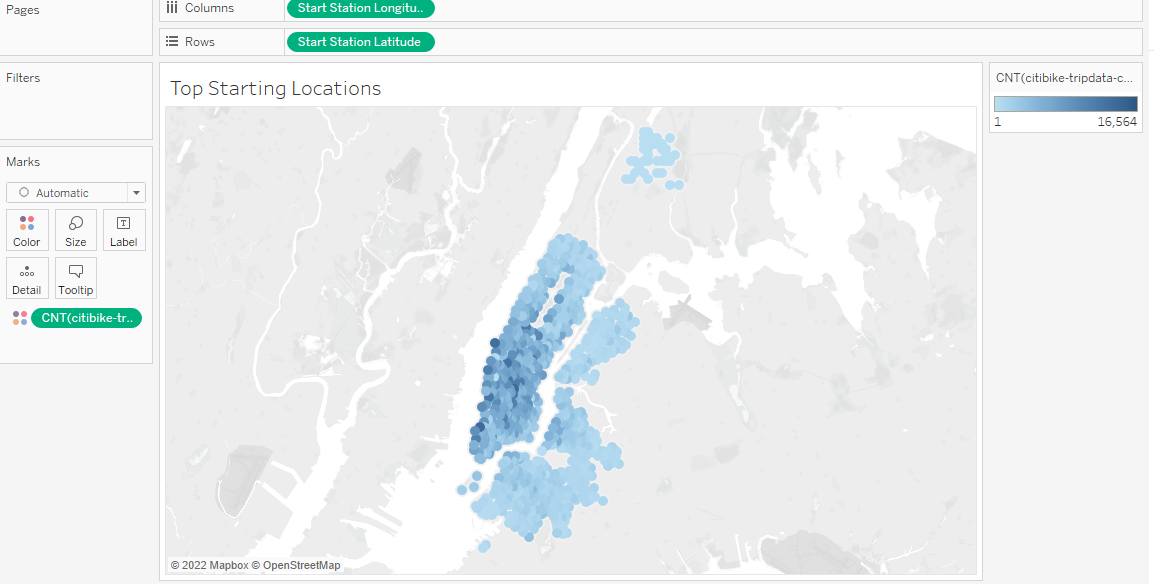 Pages
Columns
Start Station Longitu..
Rows
Start Station Latitude
Filters
Marks
Automatic
Color
Size
Label
Detail
Tooltip
CNT(citibike-tr..
Top Starting Locations
© 2022 Mapbox © OpenStreetMap
CNT(citibike-tripdata-c...
1
16,564